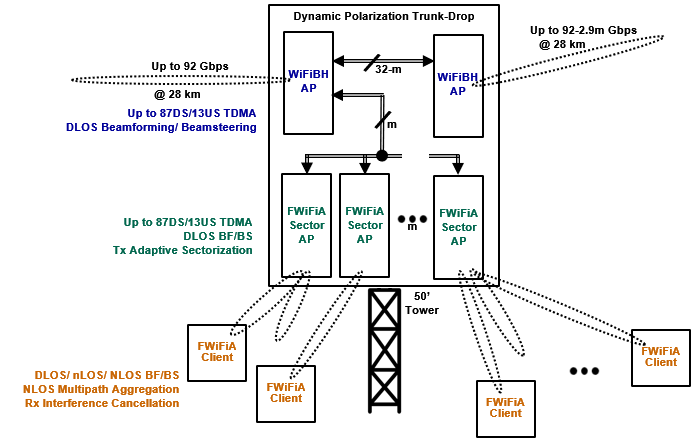 Dynamic Polarization Trunk-Drop
Up to 92-2.9m Gbps
@ 28 km
Up to 92 Gbps
@ 28 km
WiFiBH
AP
32-m
WiFiBH
AP
Up to 87DS/13US TDMA
DLOS Beamforming/ Beamsteering
m
FWiFiA
Sector
AP
FWiFiA
Sector
AP
m
FWiFiA
Sector
AP
Up to 87DS/13US TDMA
DLOS BF/BS
Tx Adaptive Sectorization
50’
Tower
FWiFiA
Client
FWiFiA
Client
FWiFiA
Client
FWiFiA
Client
DLOS/ nLOS/ NLOS BF/BS
NLOS Multipath Aggregation
Rx Interference Cancellation